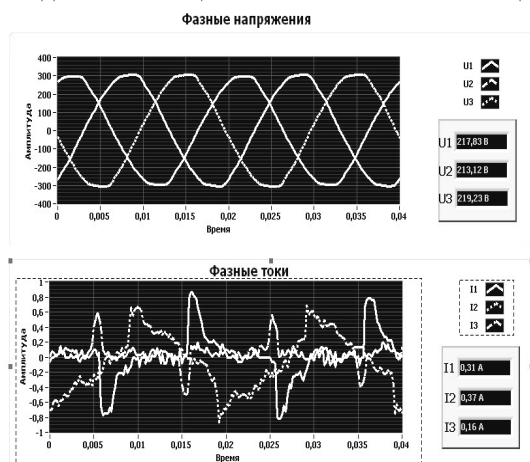 Фазные напряжения
Амплитуда
400
300
200
100
0
-100
-200
-300
-400
0 0,005 0,01 0,015 0,02 0,025 0,03 0,035 0,04
Время
U1
U2
U3
U1 217,83 В
U2 213,12 В
U3 219,23 В
Фазные токи
Амплитуда
1
0,8
0,6
0,4
0,2
0
-0,2
-0,4
-0,6
-0,8
-1
0 0,005 0,01 0,015 0,02 0,025 0,03 0,035 0,04
Время
I1
I2
I3
I1 0,31 А
I2 0,37 А
I3 0,16 А